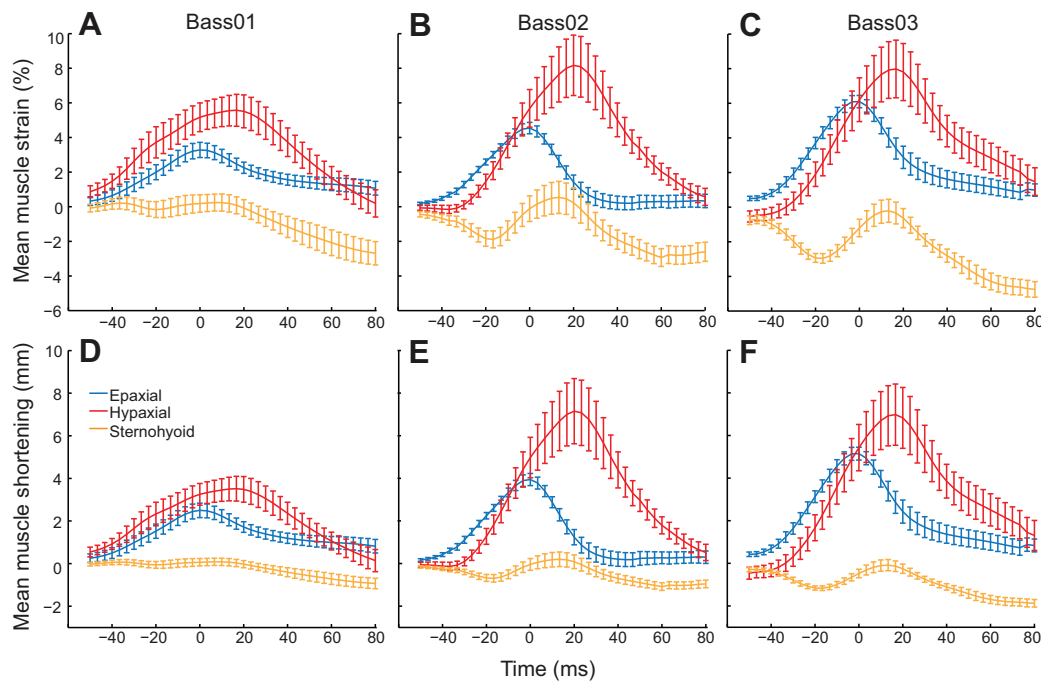 Bass01 Bass02 Bass03
A B C
Mean muscle strain (%)
10
8
6
4
2
0
−2
−4
−6
−40 −20 0 20 40 60 80 −40 −20 0 20 40 60 80 −40 −20 0 20 40 60 80
D E F
Mean muscle shortening (mm)
10
8
6
4
2
0
−2
Epaxial
Hypaxial
Sternohyoid
−40 −20 0 20 40 60 80 −40 −20 0 20 40 60 80 −40 −20 0 20 40 60 80
Time (ms)